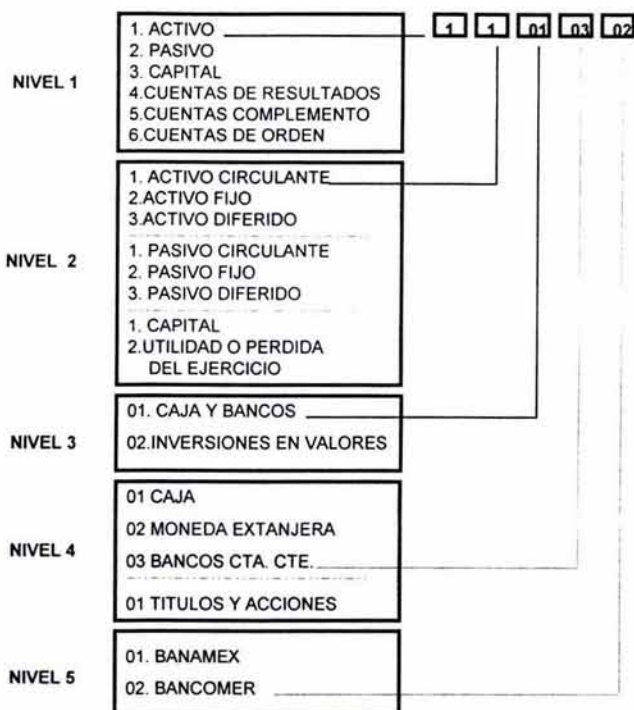 1. ACTIVO 1 1 01 03 02
2. PASIVO
NIVEL 1 3. CAPITAL
4.CUENTAS DE RESULTADOS
5.CUENTAS COMPLEMENTO
6.CUENTAS DE ORDEN
1. ACTIVO CIRCULANTE
2.ACTIVO FIJO
3.ACTIVO DIFERIDO
1. PASIVO CIRCULANTE
NIVEL 2 2. PASIVO FIJO
3. PASIVO DIFERIDO
1. CAPITAL
2.UTILIDAD O PERDIDA
DEL EJERCICIO
01. CAJA Y BANCOS
NIVEL 3 02.INVERSIONES EN VALORES
01 CAJA
02 MONEDA EXTANJERA
NIVEL 4 03 BANCOS CTA. CTE.
01 TITULOS Y ACCIONES
01. BANAMEX
NIVEL 5 02. BANCOMER